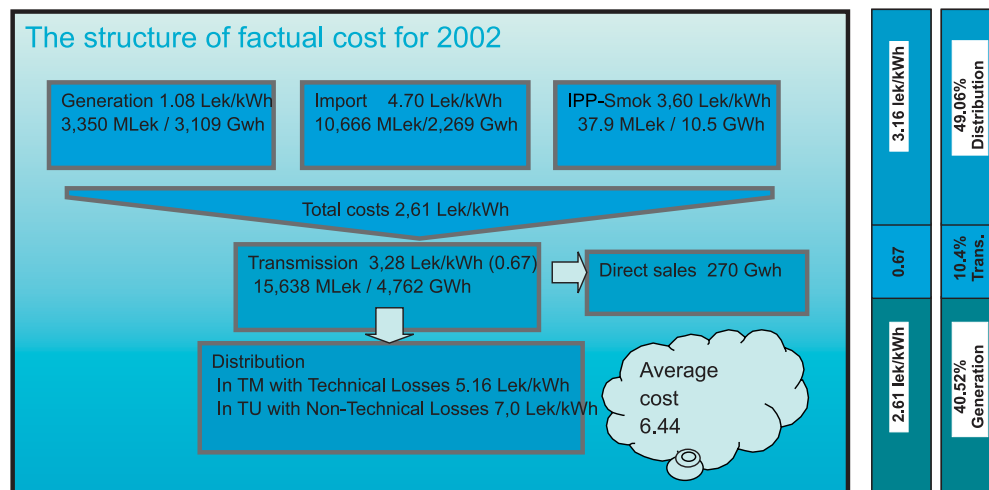 The structure of factual cost for 2002
Generation 1.08 Lek/kWh
3,350 MLek / 3,109 Gwh
Import 4.70 Lek/kWh
10,666 MLek/2,269 Gwh
IPP-Smok 3,60 Lek/kWh
37.9 MLek / 10.5 GWh
Total costs 2,61 Lek/kWh
Transmission 3,28 Lek/kWh (0.67)
15,638 MLek / 4,762 GWh
Direct sales 270 Gwh
Distribution
In TM with Technical Losses 5.16 Lek/kWh
In TU with Non-Technical Losses 7,0 Lek/kWh
Average
cost
6.44
3.16 lek/kWh
0.67
2.61 lek/kWh
49.06%
Distribution
10.4%
Trans.
40.52%
Generation